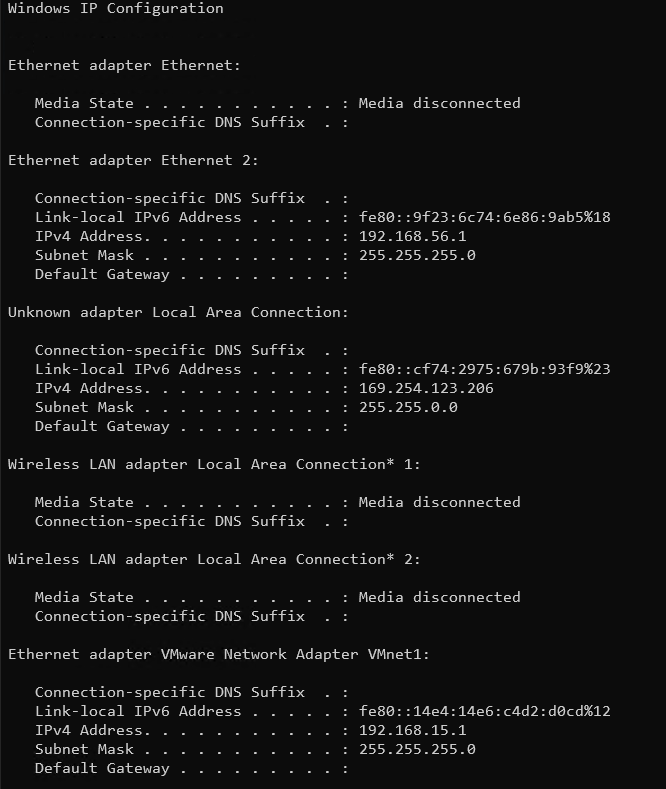 Windows IP Configuration
Ethernet adapter Ethernet:
   Media State . . . . . . . . . . . : Media disconnected
   Connection-specific DNS Suffix  . :
Ethernet adapter Ethernet 2:
   Connection-specific DNS Suffix  . :
   Link-local IPv6 Address . . . . . : fe80::9f23:6c74:6e86:9ab5%18
   IPv4 Address. . . . . . . . . . . : 192.168.56.1
   Subnet Mask . . . . . . . . . . . : 255.255.255.0
   Default Gateway . . . . . . . . . :
Unknown adapter Local Area Connection:
   Connection-specific DNS Suffix  . :
   Link-local IPv6 Address . . . . . : fe80::cf74:2975:679b:93f9%23
   IPv4 Address. . . . . . . . . . . : 169.254.123.206
   Subnet Mask . . . . . . . . . . . : 255.255.0.0
   Default Gateway . . . . . . . . . :
Wireless LAN adapter Local Area Connection* 1:
   Media State . . . . . . . . . . . : Media disconnected
   Connection-specific DNS Suffix  . :
Wireless LAN adapter Local Area Connection* 2:
   Media State . . . . . . . . . . . : Media disconnected
   Connection-specific DNS Suffix  . :
Ethernet adapter VMware Network Adapter VMnet1:
   Connection-specific DNS Suffix  . :
   Link-local IPv6 Address . . . . . : fe80::14e4:14e6:c4d2:d0cd%12
   IPv4 Address. . . . . . . . . . . : 192.168.15.1
   Subnet Mask . . . . . . . . . . . : 255.255.255.0
   Default Gateway . . . . . . . . . :